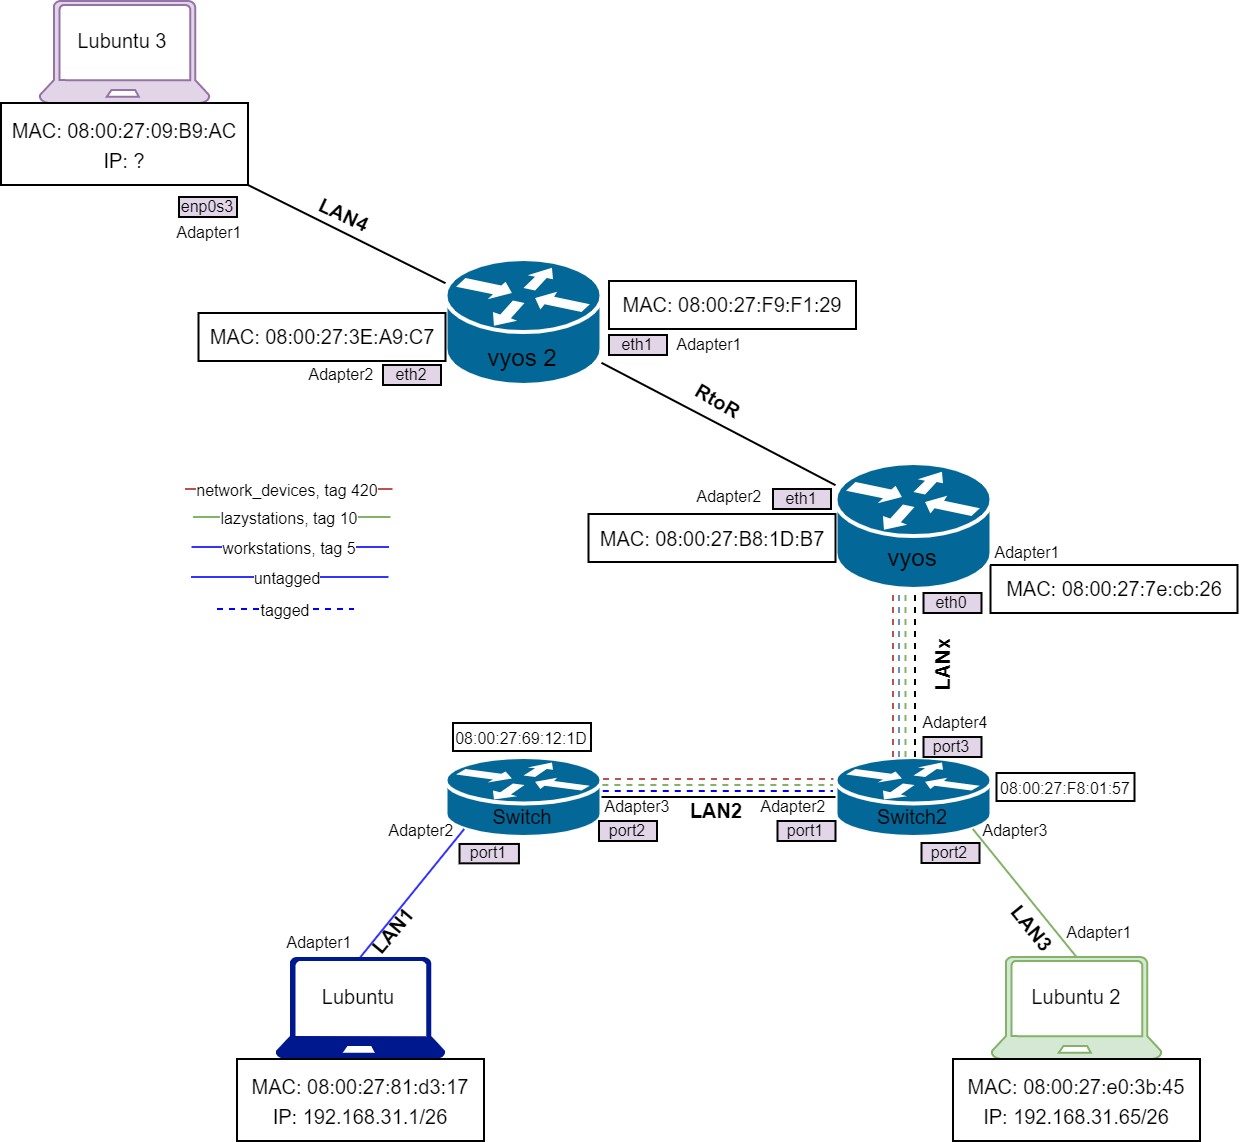 Lubuntu 3
MAC: 08:00:27:09:B9:AC
IP: ?
enp0s3
Adapter1
LAN4
MAC: 08:00:27:F9:F1:29
eth1
Adapter1
MAC: 08:00:27:3E:A9:C7
Adapter2
eth2
vyos 2
RtoR
network_devices, tag 420
lazystations, tag 10
workstations, tag 5
untagged
tagged
Adapter2
eth1
MAC: 08:00:27:B8:1D:B7
vyos
Adapter1
MAC: 08:00:27:7e:cb:26
eth0
LANx
Adapter4
port3
08:00:27:69:12:1D
Switch
Adapter3
port2
LAN2
Adapter2
port1
Switch2
08:00:27:F8:01:57
Adapter2
port1
Adapter3
port2
LAN1
Adapter1
Lubuntu
MAC: 08:00:27:81:d3:17
IP: 192.168.31.1/26
LAN3
Adapter1
Lubuntu 2
MAC: 08:00:27:e0:3b:45
IP: 192.168.31.65/26